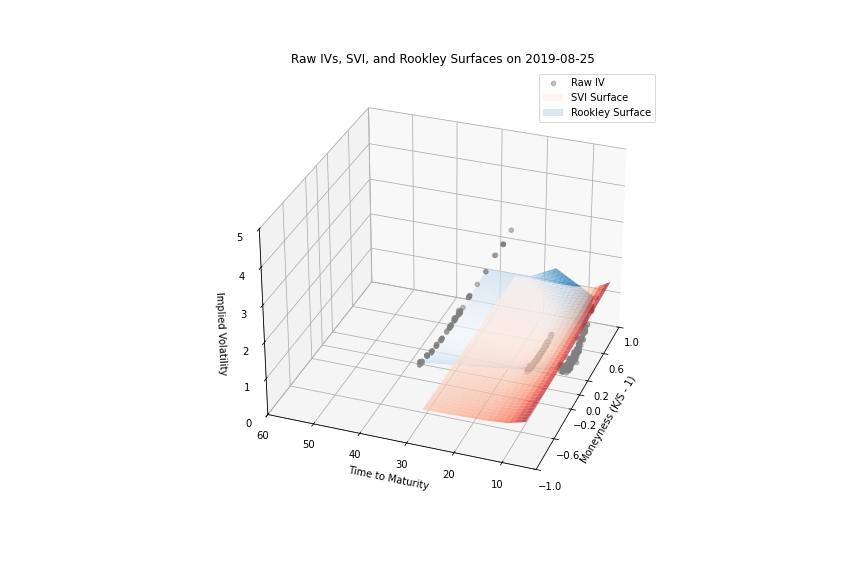 Raw IVs, SVI, and Rookley Surfaces on 2019-08-25
Raw IV
SVI Surface
Rookley Surface
5
4
3
2
1
0
Implied Volatility
60
50
40
30
20
10
Time to Maturity
1.0
0.6
0.2
0.0
−0.2
−0.6
−1.0
Moneyness (K/S - 1)